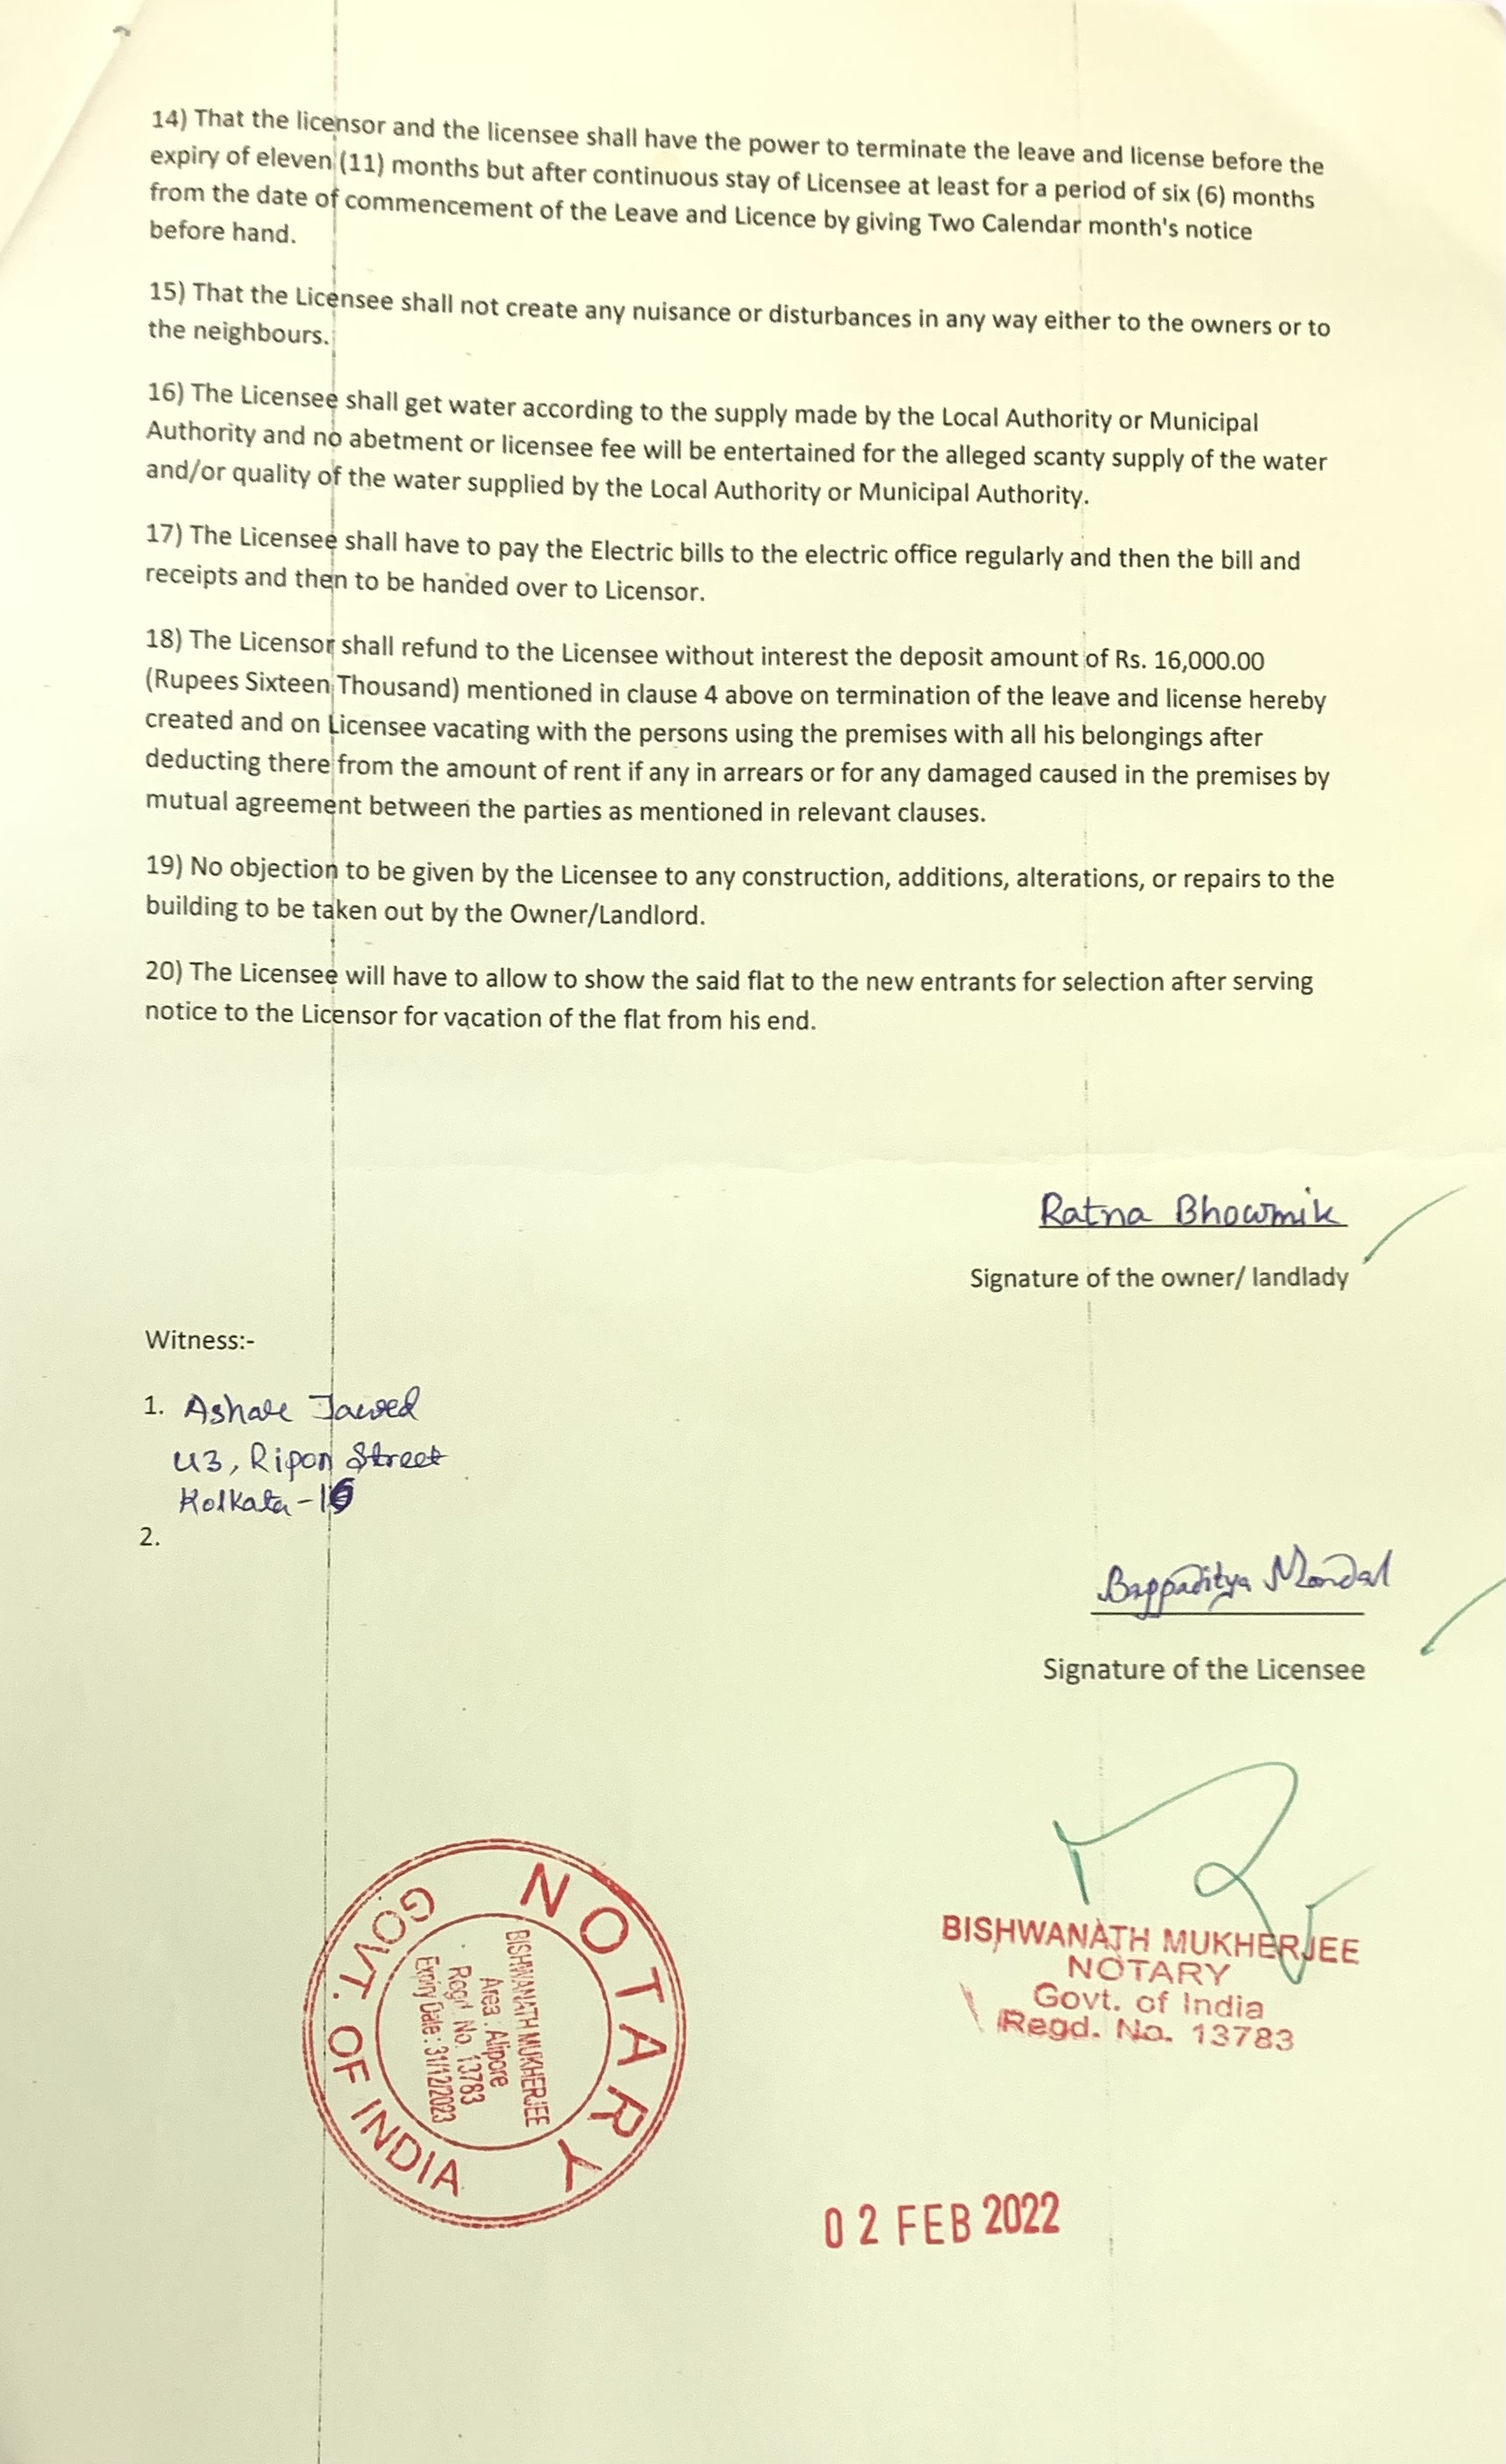 14) That the licensor and the licensee shall have the power to terminate the leave and license before the
expiry of eleven (11) months but after continuous stay of Licensee at least for a period of six (6) months
from the date of commencement of the Leave and Licence by giving Two Calendar month's notice
before hand.
15) That the Licensee shall not create any nuisance or disturbances in any way either to the owners or to
the neighbours.
16) The Licensee shall get water according to the supply made by the Local Authority or Municipal
Authority and no abetment or licensee fee will be entertained for the alleged scanty supply of the water
and/or quality of the water supplied by the Local Authority or Municipal Authority.
17) The Licensee shall have to pay the Electric bills to the electric office regularly and then the bill and
receipts and then to be handed over to Licensor.
18) The Licensor shall refund to the Licensee without interest the deposit amount of Rs. 16,000.00
(Rupees Sixteen Thousand) mentioned in clause 4 above on termination of the leave and license hereby
created and on Licensee vacating with the persons using the premises with all his belongings after
deducting there from the amount of rent if any in arrears or for any damaged caused in the premises by
mutual agreement between the parties as mentioned in relevant clauses.
19) No objection to be given by the Licensee to any construction, additions, alterations, or repairs to the
building to be taken out by the Owner/Landlord.
20) The Licensee will have to allow to show the said flat to the new entrants for selection after serving
notice to the Licensor for vacation of the flat from his end.
Ratna Bhowmik
Signature of the owner/ landlady
Witness:-
1. Jawed
Ripon Street
Kolkata-16
2.
Bappaditya Mondal
Signature of the Licensee
BISHWANATH MUKHERJEE
NOTARY
Govt. of India
Regd. No. 13783
NOTARY
GOVT. OF INDIA
BISHWANATH MUKHERJEE
Area : Alipore
Regd. No. 13783
Expiry Date : 31/12/2023
02 FEB 2022